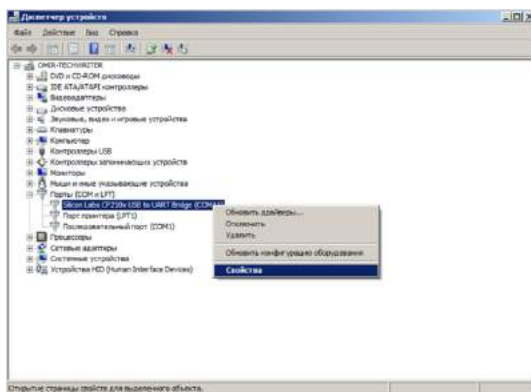 Диспетчер устройств
Файл Действие Вид Справка
OMIR-TECHWRITER
DVD и CD-ROM дисководы
IDE ATA/ATAPI контроллеры
Видеоадаптеры
Дисковые устройства
Звуковые, видео и игровые устройства
Клавиатуры
Компьютер
Контроллеры USB
Контроллеры запоминающих устройств
Мониторы
Мыши и иные указывающие устройства
Порты (COM и LPT)
Silicon Labs CP210x USB to UART Bridge
Порт принтера (LPT1)
Последовательный порт (COM1)
Процессоры
Сетевые адаптеры
Системные устройства
Устройства HID (Human Interface Devices)
Обновить драйверы...
Отключить
Удалить
Обновить конфигурацию оборудования
Свойства
Открытие страницы свойств для выделенного объекта.